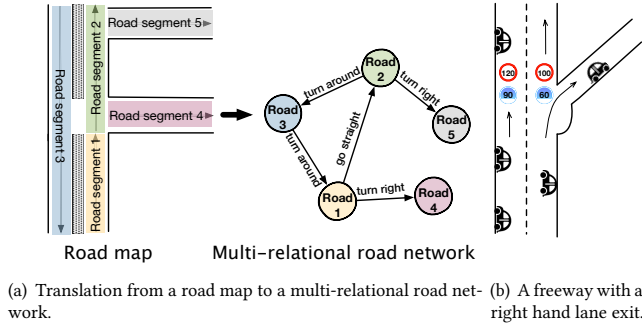 Road segment 5
Road segment 2
Road segment 3
Road segment 4
Road segment 1
Road map
Road
2
turn around
turn right
Road
3
Road
5
go straight
turn around
Road
1
turn right
Road
4
Multi-relational road network
120
100
90
60
(a) Translation from a road map to a multi-relational road net-
work.
(b) A freeway with a
right hand lane exit.